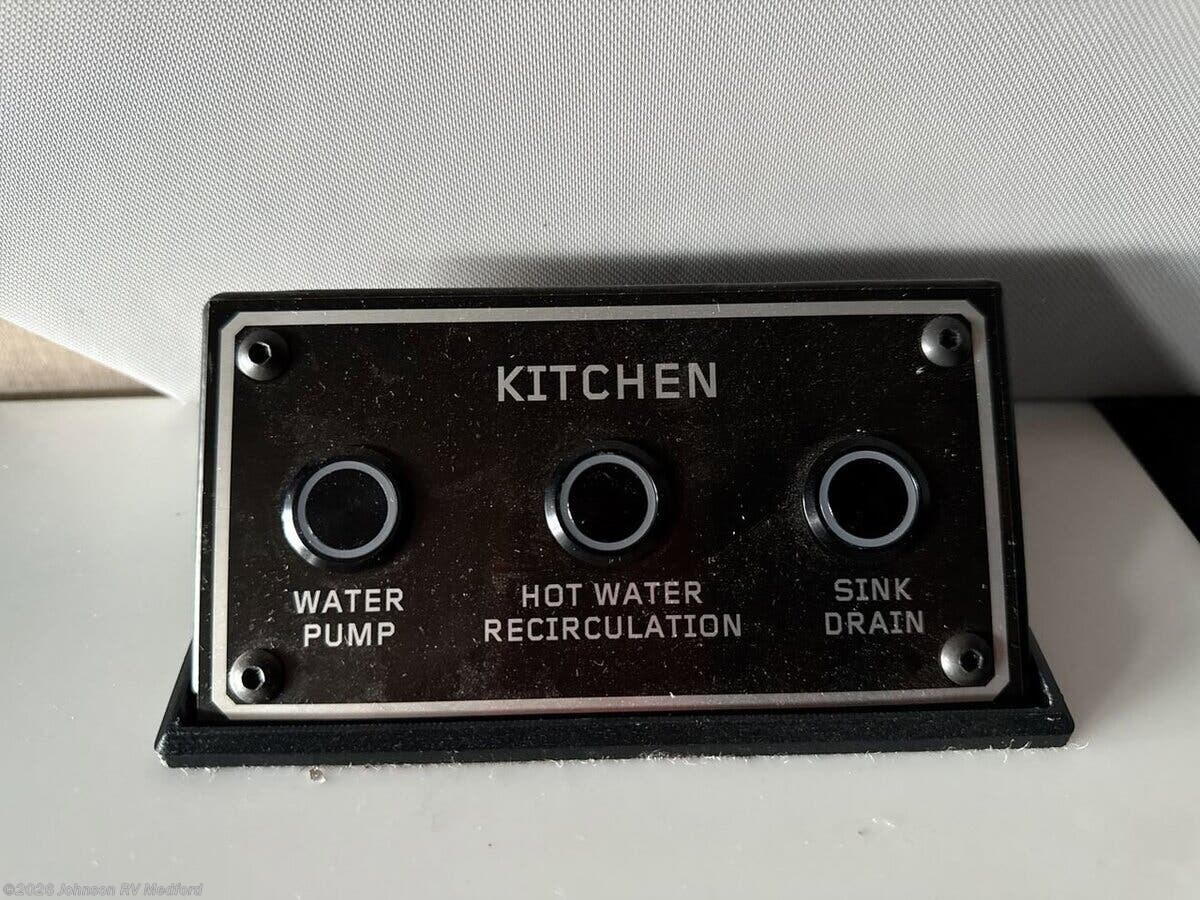 KITCHEN
WATER
PUMP
HOT WATER
RECIRCULATION
SINK
DRAIN
©2026 Johnson RV Medford